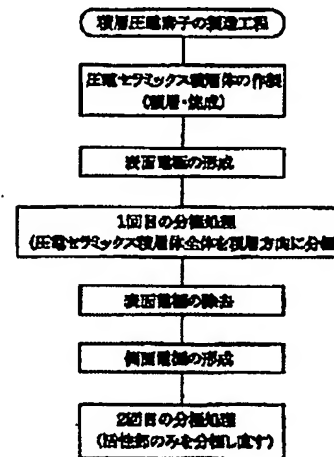 積層圧電素子の製造工程
圧電セラミックス積層体の作製
(積層・焼成)
表面電極の形成
1回目の分極処理
(圧電セラミックス積層体全体を積層方向に分極)
表面電極の除去
側面電極の形成
2回目の分極処理
(活性部のみを分極し直す)